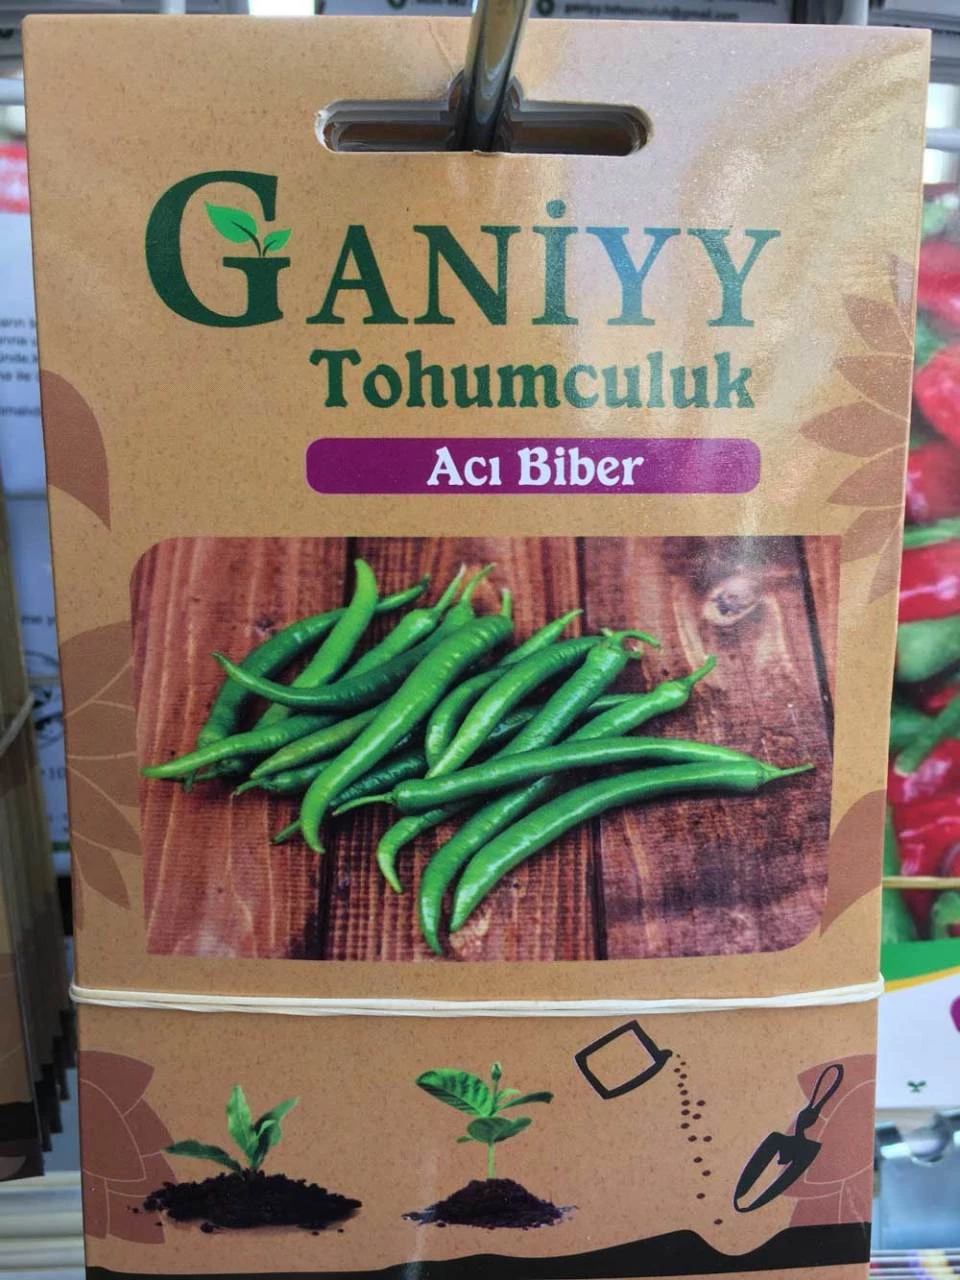 GANİYY
Tohumculuk
Acı Biber